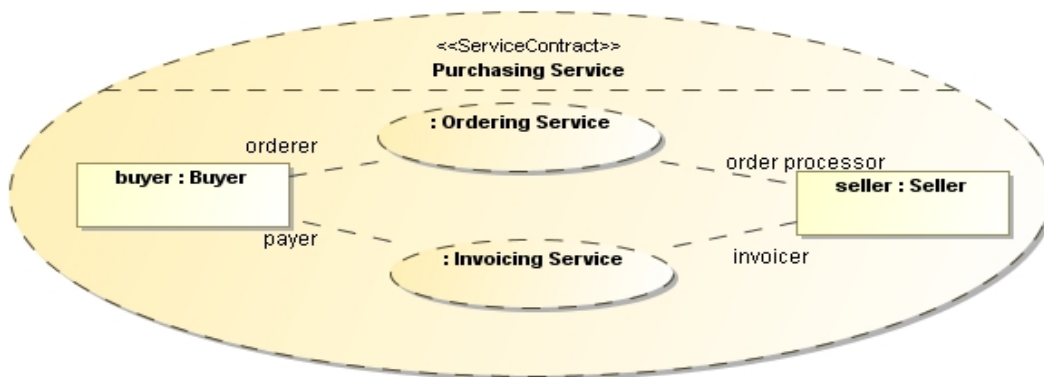 <<ServiceContract>>
Purchasing Service
: Ordering Service
orderer
order processor
buyer : Buyer
seller : Seller
payer
invoicer
: Invoicing Service